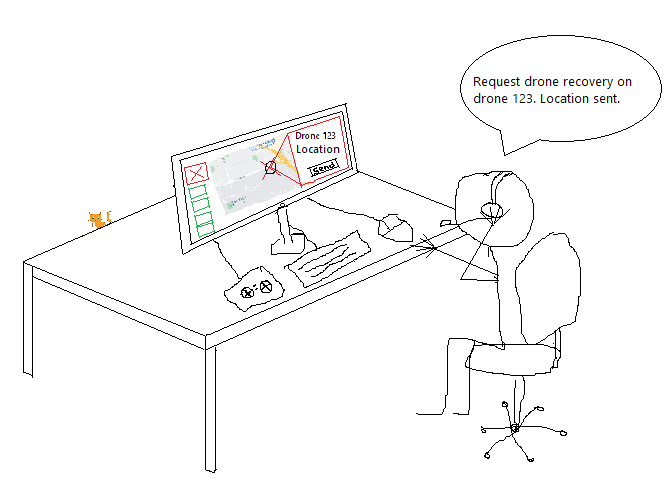 Request drone recovery on
drone 123. Location sent.
Drone 123
Location
Send